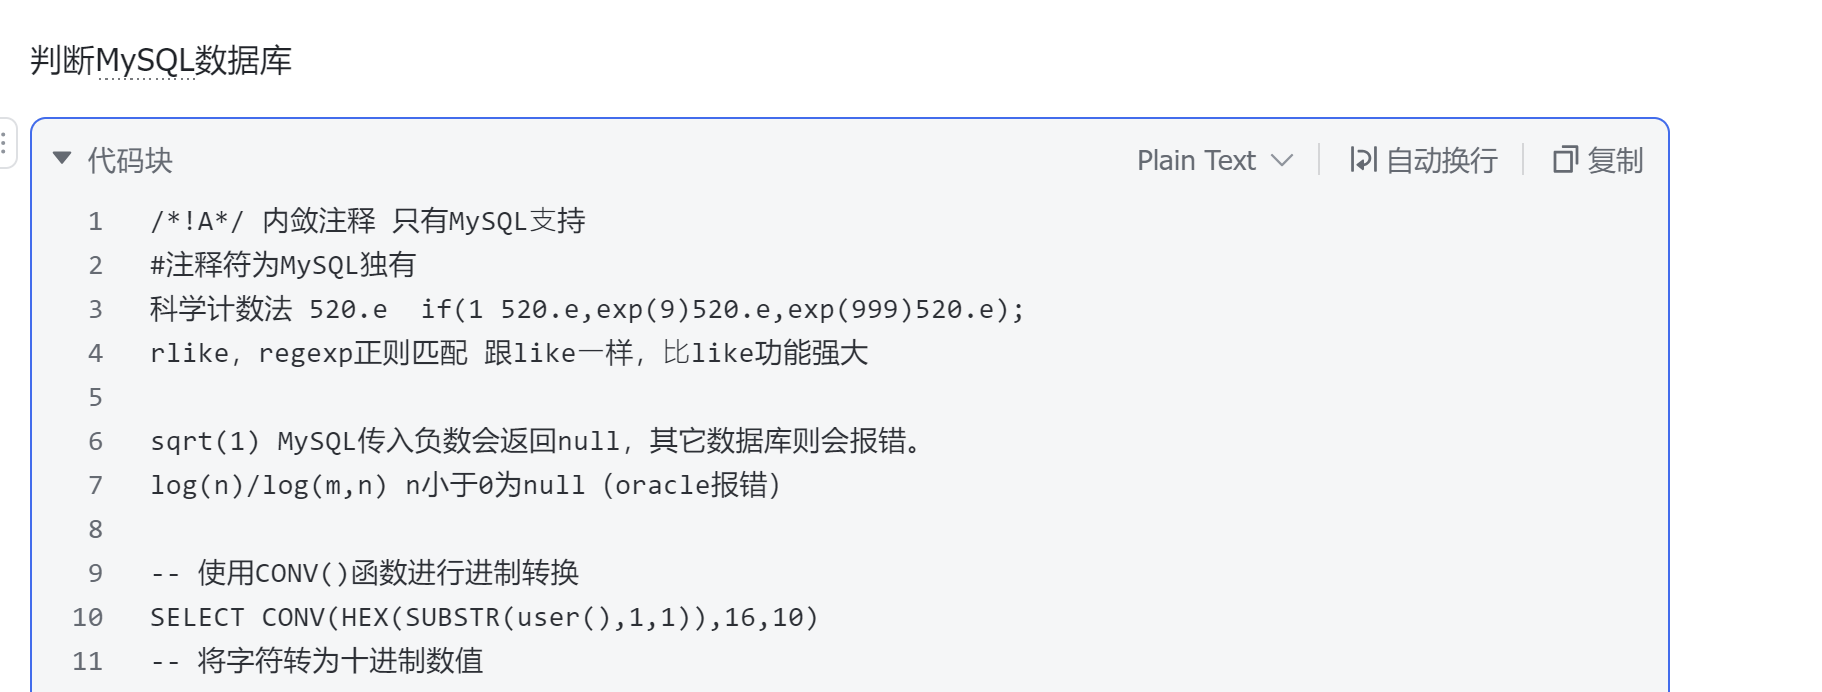 判断MySQL数据库
代码块 Plain Text 自动换行 复制
1 /*!A*/ 内敛注释 只有MySQL支持
2 #注释符为MySQL独有
3 科学计数法 520.e  if(1 520.e,exp(9)520.e,exp(999)520.e);
4 rlike，regexp正则匹配 跟like一样，比like功能强大
5
6 sqrt(1) MySQL传入负数会返回null，其它数据库则会报错。
7 log(n)/log(m,n) n小于0为null（oracle报错）
8
9 -- 使用CONV()函数进行进制转换
10 SELECT CONV(HEX(SUBSTR(user(),1,1)),16,10)
11 -- 将字符转为十进制数值